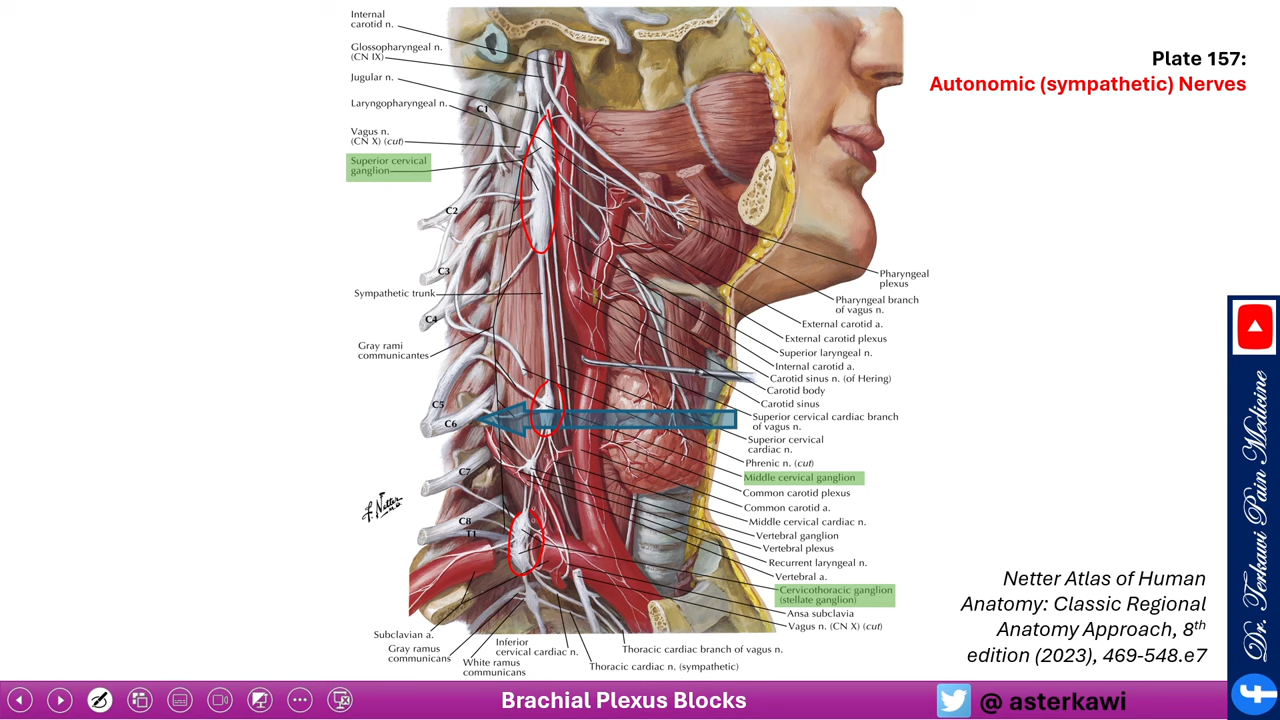 Plate 157:
Autonomic (sympathetic) Nerves
Internal
carotid n.
Glossopharyngeal n.
(CN IX)
Jugular n.
Laryngopharyngeal n.
Vagus n.
(CN X) (cut)
Superior cervical
ganglion
Sympathetic trunk
Gray rami
communicantes
C1
C2
C3
C4
C5
C6
C7
C8
T1
F. Netter
Pharyngeal
plexus
Pharyngeal branch
of vagus n.
External carotid a.
External carotid plexus
Superior laryngeal n.
Internal carotid a.
Carotid sinus n. (of Hering)
Carotid body
Carotid sinus
Superior cervical cardiac branch
of vagus n.
Superior cervical
cardiac n.
Phrenic n. (cut)
Middle cervical ganglion
Common carotid plexus
Common carotid a.
Middle cervical cardiac n.
Vertebral ganglion
Vertebral plexus
Recurrent laryngeal n.
Vertebral a.
Cervicothoracic ganglion
(stellate ganglion)
Ansa subclavia
Vagus n. (CN X) (cut)
Subclavian a.
Gray ramus
communicans
White ramus
communicans
Inferior
cervical cardiac n.
Thoracic cardiac n. (sympathetic)
Thoracic cardiac branch of vagus n.
Netter Atlas of Human
Anatomy: Classic Regional
Anatomy Approach, 8th
edition (2023), 469-548.e7
Dr. Terkawi Pain Medicine
Brachial Plexus Blocks
@ asterkawi